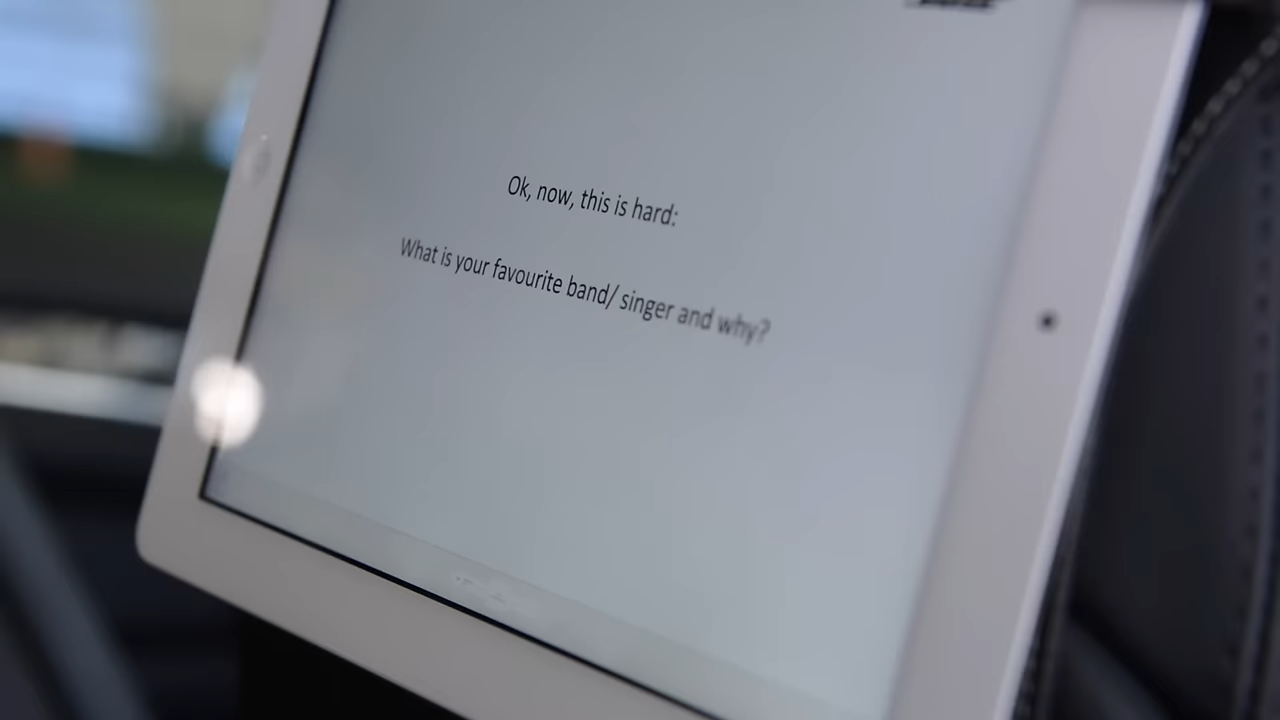 Ok, now, this is hard:
What is your favourite band/ singer and why?